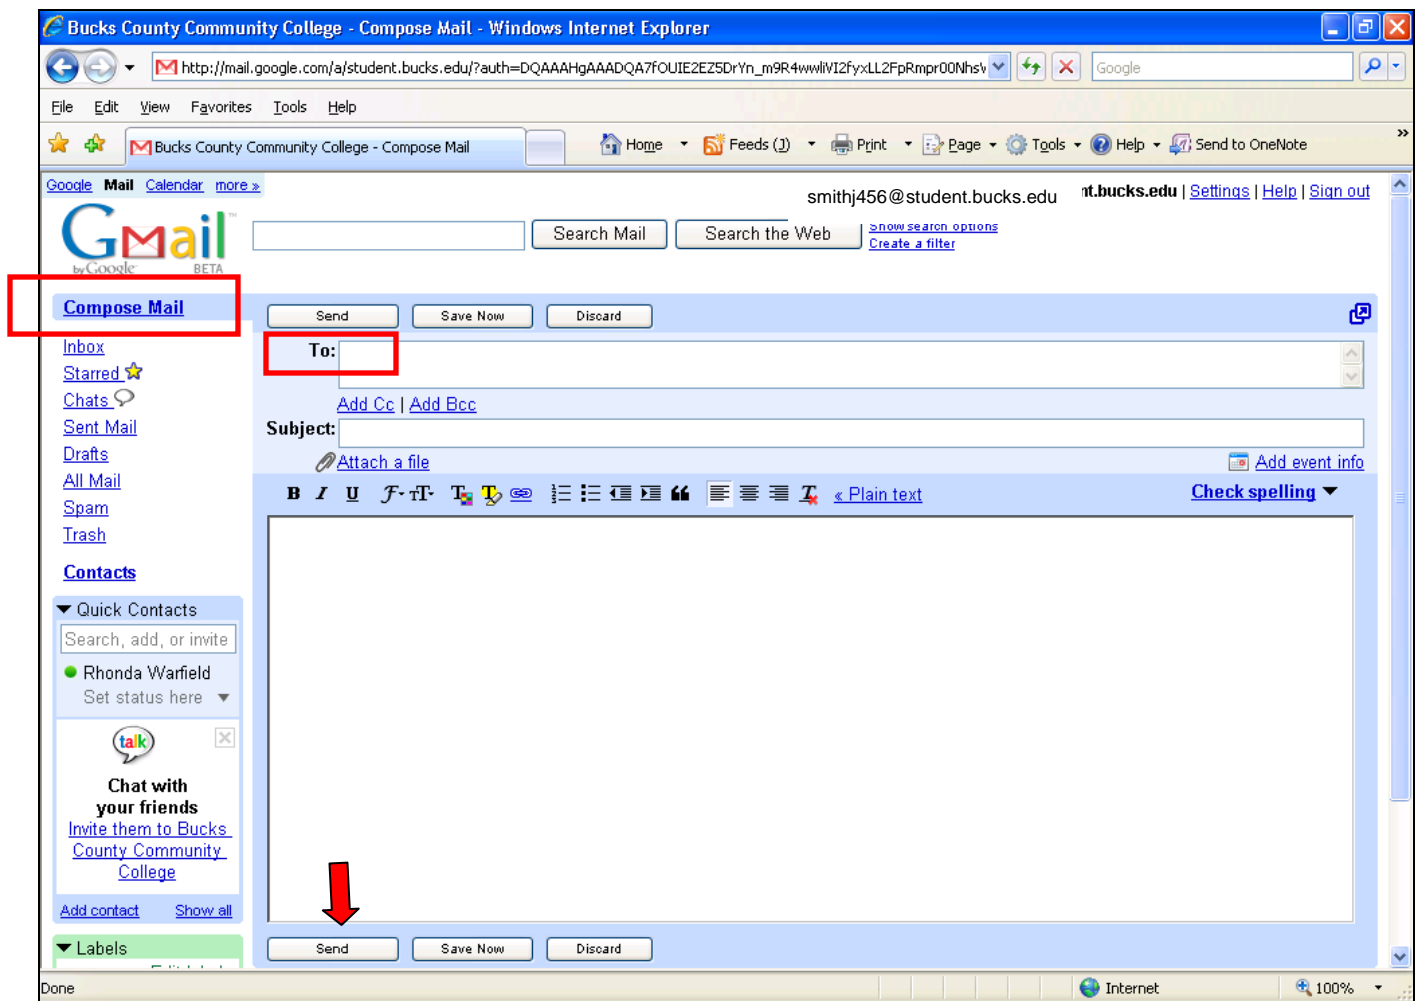 Bucks County Community College - Compose Mail - Windows Internet Explorer
http://mail.google.com/a/student.bucks.edu/?auth=DQAAAHgAAADQA7fOUIE2EZ5DrYn_m9R4wwliVI2fyxLL2FpRmpr00Nhsv
Google
File Edit View Favorites Tools Help
Bucks County Community College - Compose Mail
Home Feeds (J) Print Page Tools Help Send to OneNote »
Google Mail Calendar more »
smithj456@student.bucks.edu nt.bucks.edu | Settings | Help | Sign out
Gmail™
by Google BETA
Search Mail Search the Web
Show search options
Create a filter
Compose Mail
Send Save Now Discard
To:
Inbox
Starred
Chats
Sent Mail
Drafts
All Mail
Spam
Trash
Contacts
Add Cc | Add Bcc
Subject:
Attach a file Add event info
B I U F T T T « Plain text Check spelling
Quick Contacts
Search, add, or invite
Rhonda Warfield
Set status here
talk
Chat with
your friends
Invite them to Bucks
County Community
College
Add contact Show all
Labels
Send Save Now Discard
Done Internet 100%